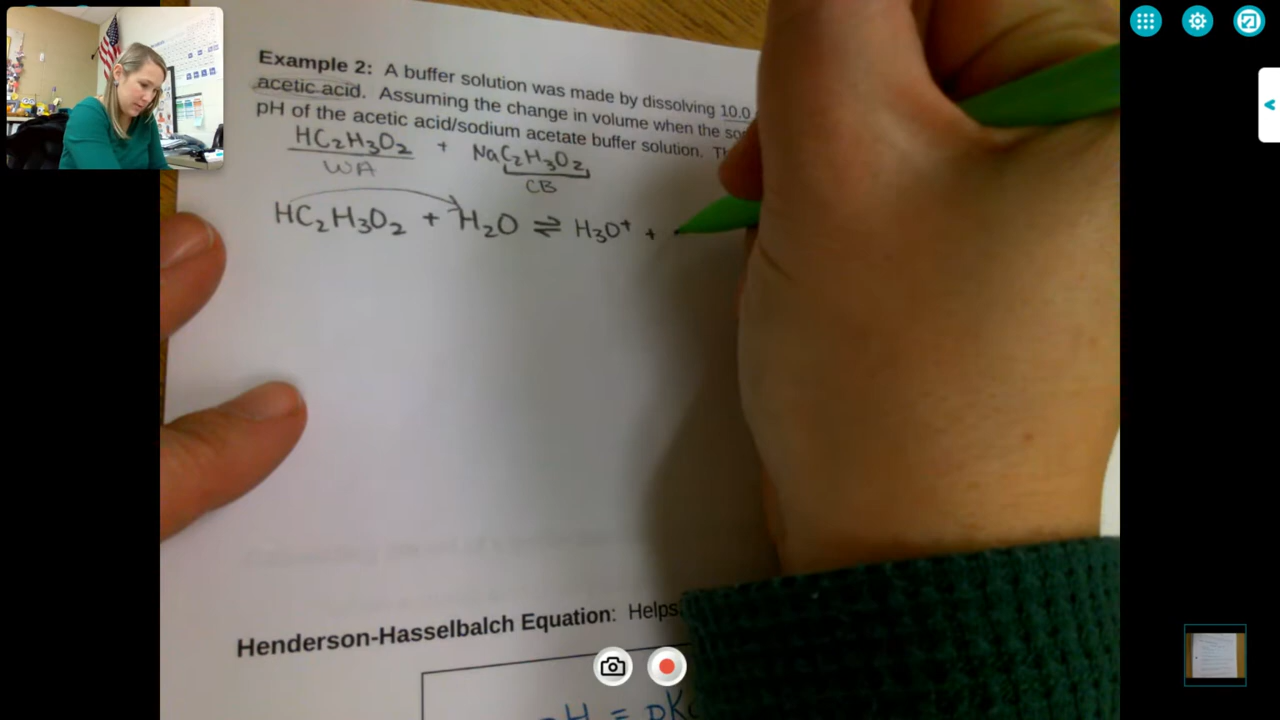 Example 2: A buffer solution was made by dissolving 10.0
acetic acid. Assuming the change in volume when the
pH of the acetic acid/sodium acetate buffer solution.
HC₂H₃O₂ + NaC₂H₃O₂
WA CB
HC₂H₃O₂ + H₂O ⇌ H₃O⁺ +
Henderson-Hasselbalch Equation: Helps
pH = pK